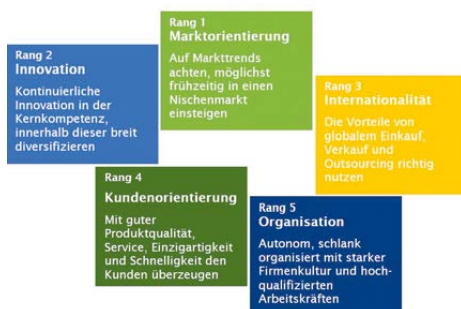 Rang 1
Marktorientierung
Auf Markttrends
achten, möglichst
frühzeitig in einen
Nischenmarkt
einsteigen
Rang 2
Innovation
Kontinuierliche
Innovation in der
Kernkompetenz,
innerhalb dieser breit
diversifizieren
Rang 3
Internationalität
Die Vorteile von
globalem Einkauf,
Verkauf und
Outsourcing richtig
nutzen
Rang 4
Kundenorientierung
Mit guter
Produktqualität,
Service, Einzigartigkeit
und Schnelligkeit den
Kunden überzeugen
Rang 5
Organisation
Autonom, schlank
organisiert mit starker
Firmenkultur und hoch-
qualifizierten
Arbeitskräften